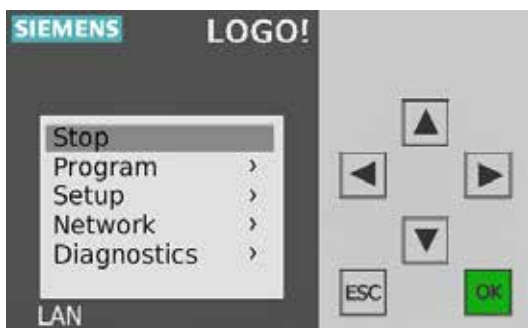 SIEMENS LOGO!
Stop
Program >
Setup >
Network >
Diagnostics >
LAN
ESC OK